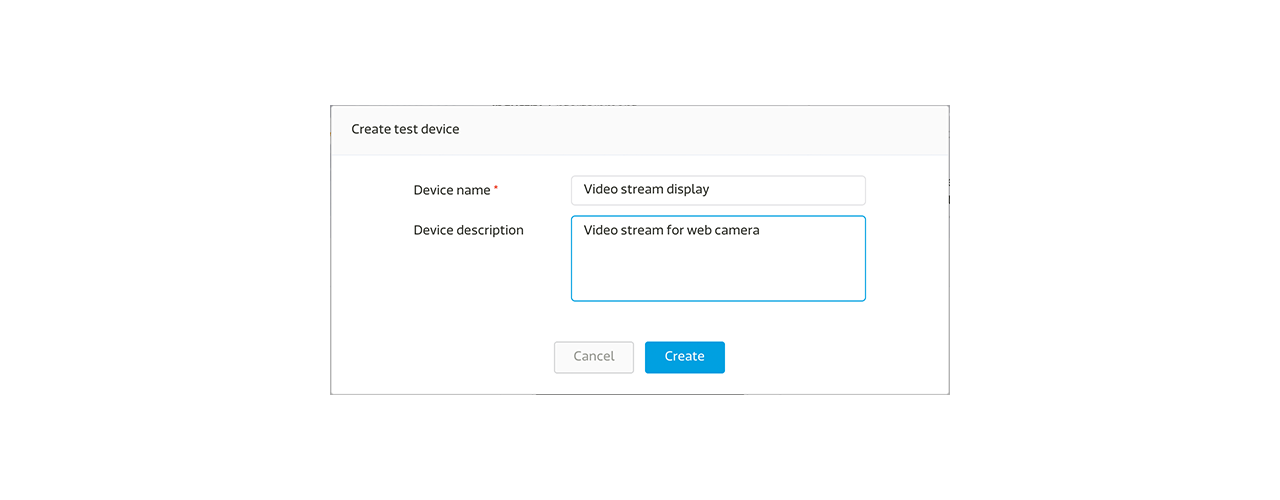 Create test device
Device name *
Video stream display
Device description
Video stream for web camera
Cancel
Create